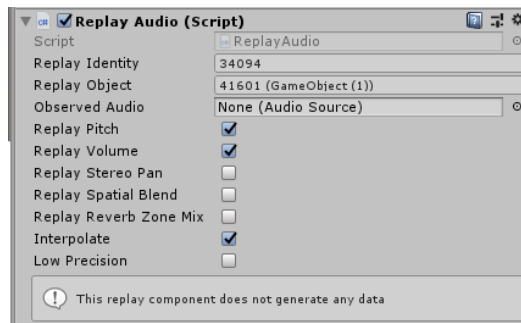 Replay Audio (Script)
Script ReplayAudio
Replay Identity 34094
Replay Object 41601 (GameObject (1))
Observed Audio None (Audio Source)
Replay Pitch
Replay Volume
Replay Stereo Pan
Replay Spatial Blend
Replay Reverb Zone Mix
Interpolate
Low Precision
This replay component does not generate any data